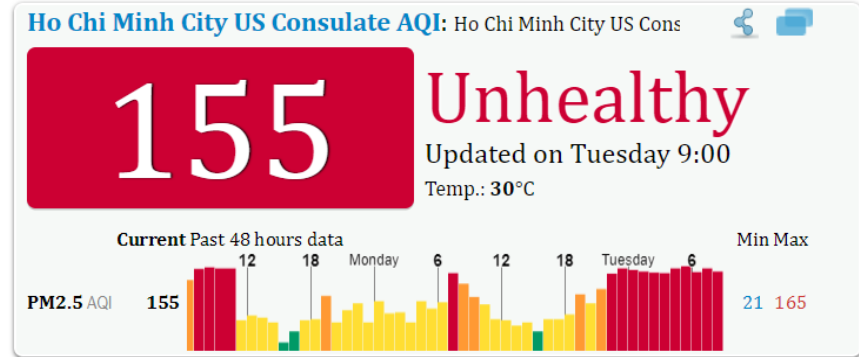 Ho Chi Minh City US Consulate AQI: Ho Chi Minh City US Cons
155
Unhealthy
Updated on Tuesday 9:00
Temp.: 30°C
Current Past 48 hours data
Min Max
12 18 Monday 6 12 18 Tuesday 6
PM2.5 AQI 155
21 165